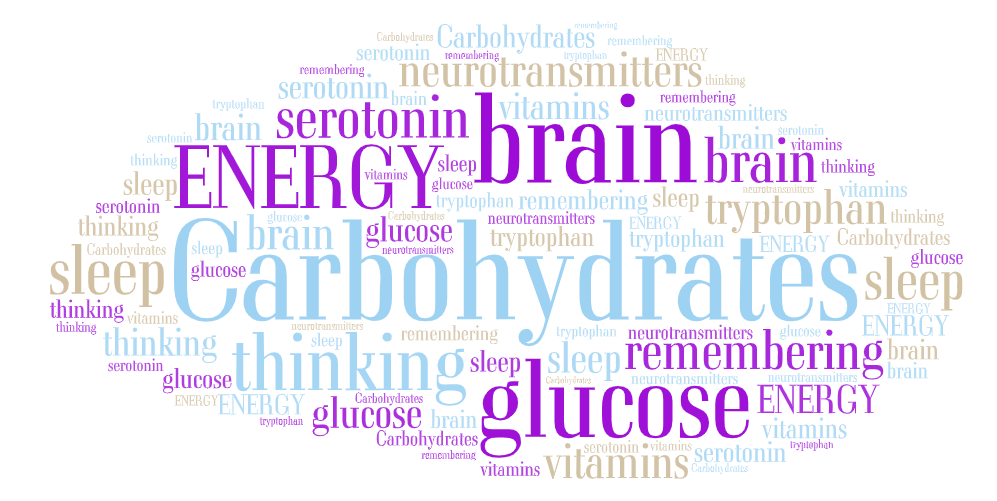 remembering
Carbohydrates
Carbohydrates
remembering
serotonin
remembering
tryptophan
ENERGY
remembering
neurotransmitters
thinking
serotonin
brain
tryptophan
vitamins
remembering
neurotransmitters
serotonin
brain
brain
serotonin
brain
serotonin
vitamins
brain
thinking
ENERGY
sleep
thinking
vitamins
glucose
sleep
neurotransmitters
vitamins
tryptophan
remembering
sleep
tryptophan
serotonin
thinking
glucose
Carbohydrates
neurotransmitters
ENERGY
thinking
brain
glucose
tryptophan
tryptophan
ENERGY
Carbohydrates
Carbohydrates
sleep
neurotransmitters
glucose
sleep
glucose
Carbohydrates
sleep
thinking
vitamins
ENERGY
thinking
neurotransmitters
ENERGY
thinking
sleep
remembering
tryptophan
neurotransmitters
glucose
remembering
brain
serotonin
thinking
sleep
sleep
brain
glucose
Carbohydrates
neurotransmitters
neurotransmitters
ENERGY
ENERGY
Carbohydrates
glucose
ENERGY
tryptophan
glucose
brain
vitamins
Carbohydrates
remembering
serotonin
vitamins
tryptophan
serotonin
vitamins
vitamins
Carbohydrates